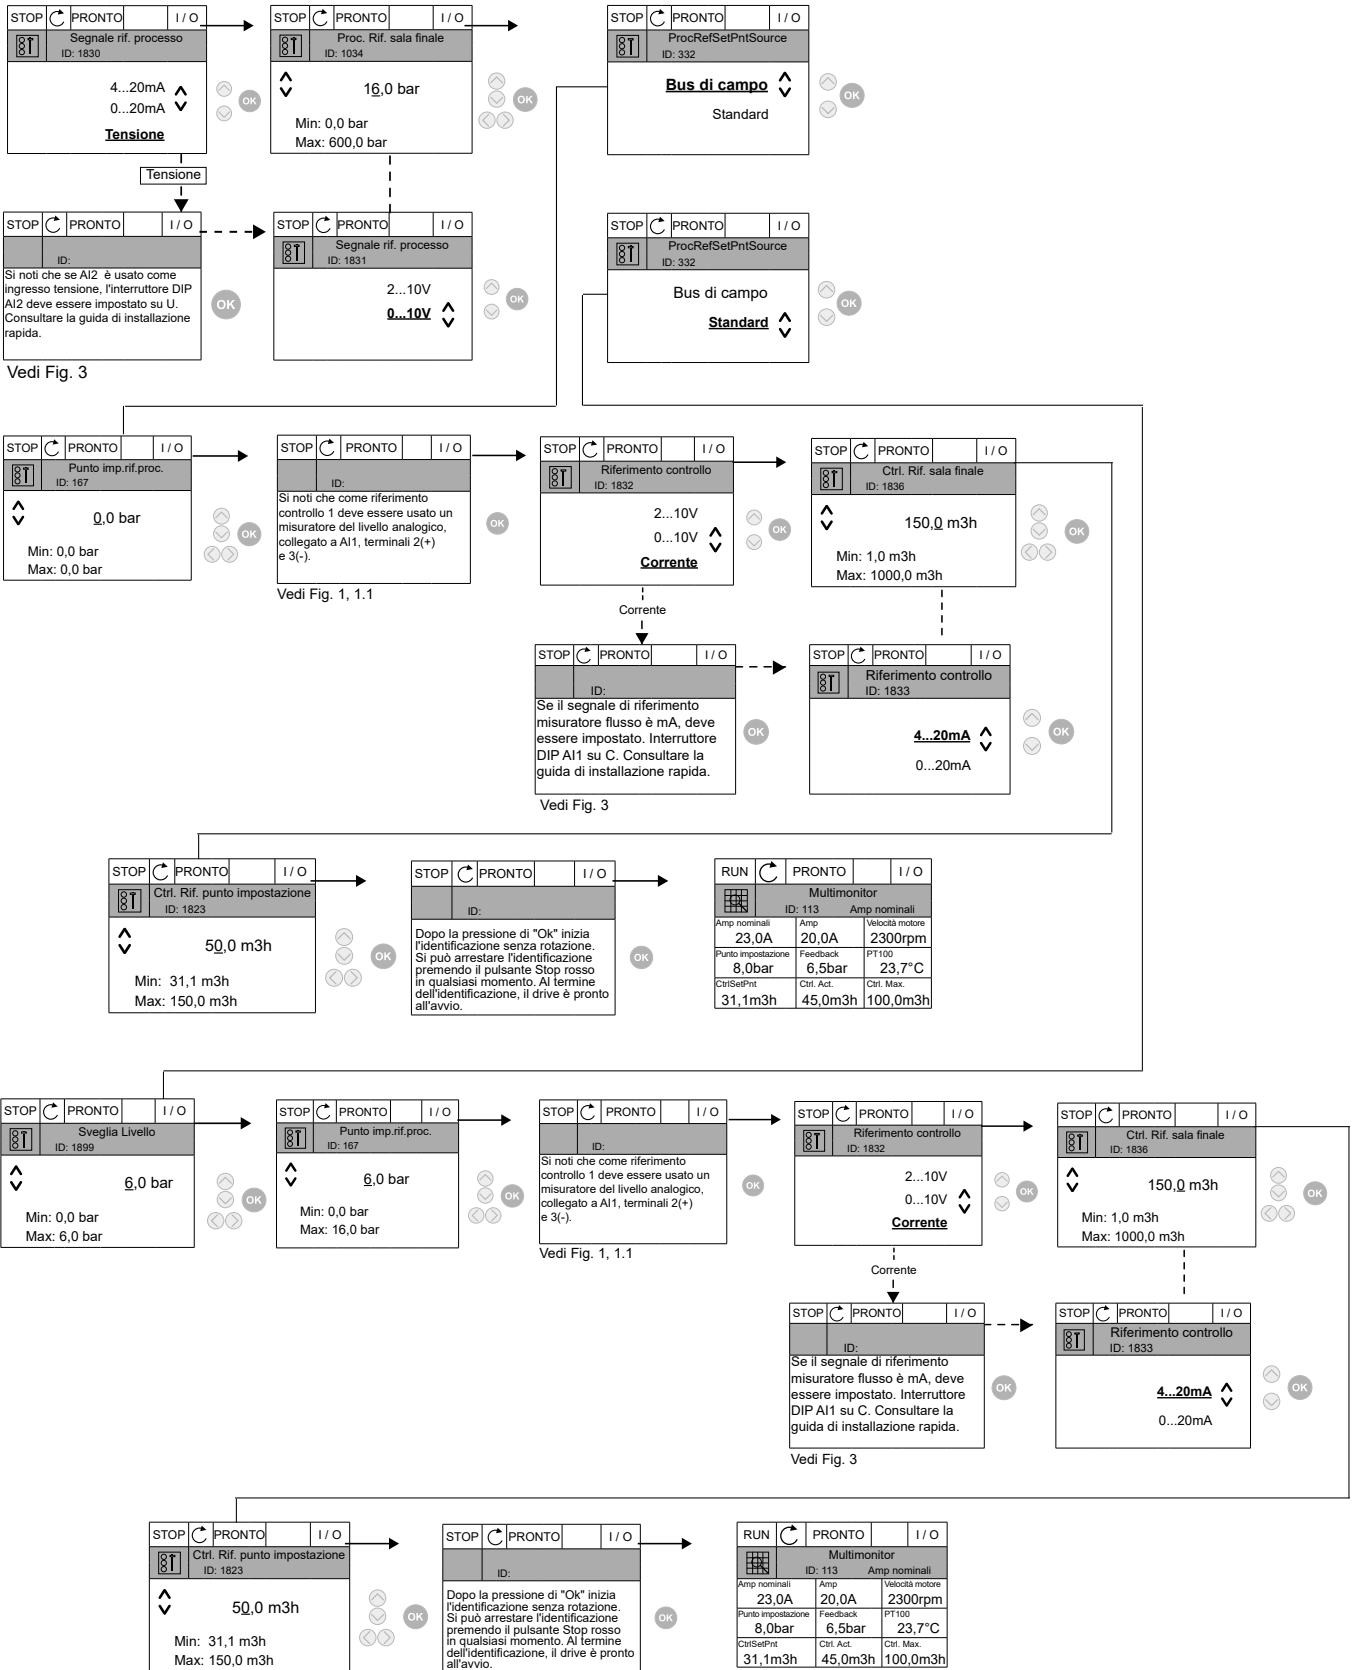 STOP PRONTO I / O
Segnale rif. processo
ID: 1830
4...20mA
0...20mA
Tensione
OK
STOP PRONTO I / O
Proc. Rif. sala finale
ID: 1034
16,0 bar
Min: 0,0 bar
Max: 600,0 bar
OK
STOP PRONTO I / O
ProcRefSetPntSource
ID: 332
Bus di campo
Standard
OK
Tensione
STOP PRONTO I / O
ID:
Si noti che se AI2 è usato come
ingresso tensione, l'interruttore DIP
AI2 deve essere impostato su U.
Consultare la guida di installazione
rapida.
OK
Vedi Fig. 3
STOP PRONTO I / O
Segnale rif. processo
ID: 1831
2...10V
0...10V
OK
STOP PRONTO I / O
ProcRefSetPntSource
ID: 332
Bus di campo
Standard
OK
STOP PRONTO I / O
Punto imp.rif.proc.
ID: 167
0,0 bar
Min: 0,0 bar
Max: 0,0 bar
OK
STOP PRONTO I / O
ID:
Si noti che come riferimento
controllo 1 deve essere usato un
misuratore del livello analogico,
collegato a AI1, terminali 2(+)
e 3(-).
OK
Vedi Fig. 1, 1.1
STOP PRONTO I / O
Riferimento controllo
ID: 1832
2...10V
0...10V
Corrente
OK
STOP PRONTO I / O
Ctrl. Rif. sala finale
ID: 1836
150,0 m3h
Min: 1,0 m3h
Max: 1000,0 m3h
OK
Corrente
STOP PRONTO I / O
ID:
Se il segnale di riferimento
misuratore flusso è mA, deve
essere impostato. Interruttore
DIP AI1 su C. Consultare la
guida di installazione rapida.
OK
Vedi Fig. 3
STOP PRONTO I / O
Riferimento controllo
ID: 1833
4...20mA
0...20mA
OK
STOP PRONTO I / O
Ctrl. Rif. punto impostazione
ID: 1823
50,0 m3h
Min: 31,1 m3h
Max: 150,0 m3h
OK
STOP PRONTO I / O
ID:
Dopo la pressione di "Ok" inizia
l'identificazione senza rotazione.
Si può arrestare l'identificazione
premendo il pulsante Stop rosso
in qualsiasi momento. Al termine
dell'identificazione, il drive è pronto
all'avvio.
OK
RUN PRONTO I / O
Multimonitor
ID: 113 Amp nominali
Amp nominali Amp Velocità motore
23,0A 20,0A 2300rpm
Punto impostazione Feedback PT100
8,0bar 6,5bar 23,7°C
CtrlSetPnt Ctrl. Act. Ctrl. Max.
31,1m3h 45,0m3h 100,0m3h
STOP PRONTO I / O
Sveglia Livello
ID: 1899
6,0 bar
Min: 0,0 bar
Max: 6,0 bar
OK
STOP PRONTO I / O
Punto imp.rif.proc.
ID: 167
6,0 bar
Min: 0,0 bar
Max: 16,0 bar
OK
STOP PRONTO I / O
ID:
Si noti che come riferimento
controllo 1 deve essere usato un
misuratore del livello analogico,
collegato a AI1, terminali 2(+)
e 3(-).
OK
Vedi Fig. 1, 1.1
STOP PRONTO I / O
Riferimento controllo
ID: 1832
2...10V
0...10V
Corrente
OK
STOP PRONTO I / O
Ctrl. Rif. sala finale
ID: 1836
150,0 m3h
Min: 1,0 m3h
Max: 1000,0 m3h
OK
Corrente
STOP PRONTO I / O
ID:
Se il segnale di riferimento
misuratore flusso è mA, deve
essere impostato. Interruttore
DIP AI1 su C. Consultare la
guida di installazione rapida.
OK
Vedi Fig. 3
STOP PRONTO I / O
Riferimento controllo
ID: 1833
4...20mA
0...20mA
OK
STOP PRONTO I / O
Ctrl. Rif. punto impostazione
ID: 1823
50,0 m3h
Min: 31,1 m3h
Max: 150,0 m3h
OK
STOP PRONTO I / O
ID:
Dopo la pressione di "Ok" inizia
l'identificazione senza rotazione.
Si può arrestare l'identificazione
premendo il pulsante Stop rosso
in qualsiasi momento. Al termine
dell'identificazione, il drive è pronto
all'avvio.
OK
RUN PRONTO I / O
Multimonitor
ID: 113 Amp nominali
Amp nominali Amp Velocità motore
23,0A 20,0A 2300rpm
Punto impostazione Feedback PT100
8,0bar 6,5bar 23,7°C
CtrlSetPnt Ctrl. Act. Ctrl. Max.
31,1m3h 45,0m3h 100,0m3h